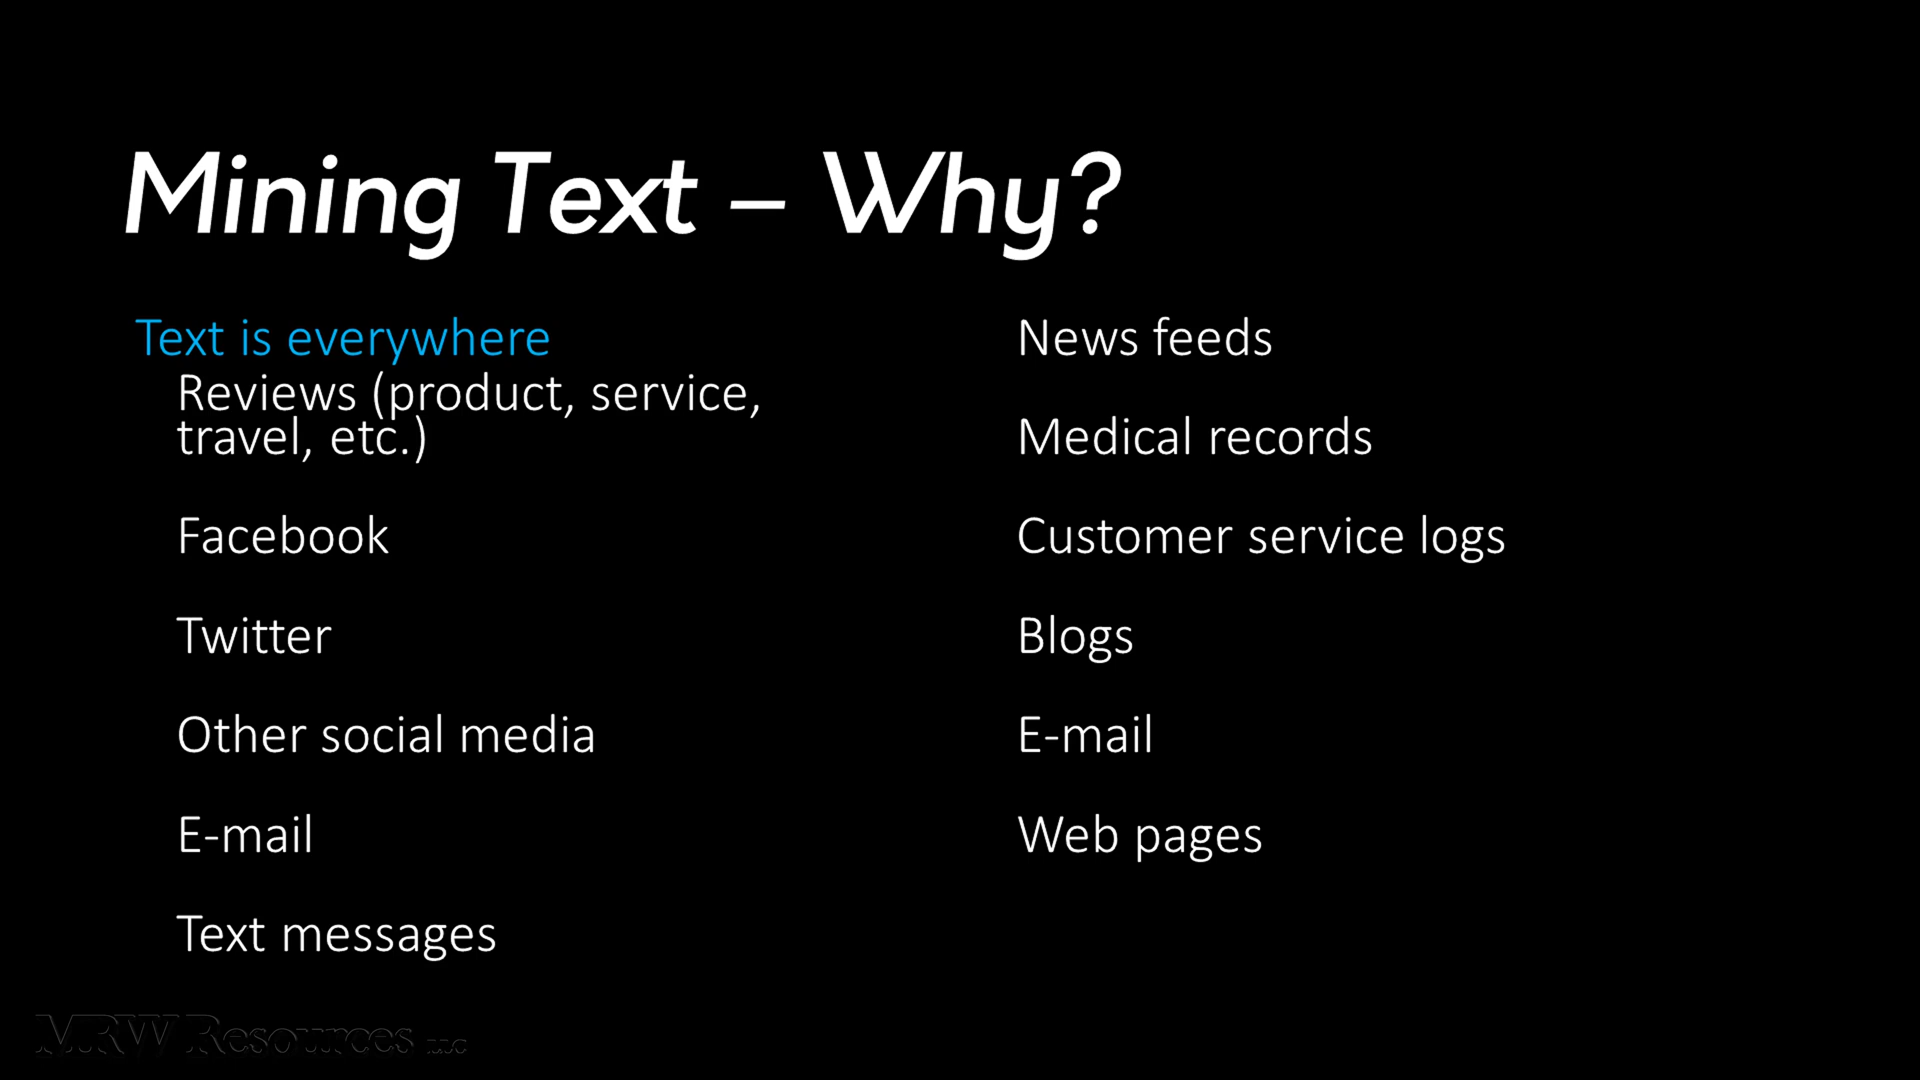 Mining Text – Why?
Text is everywhere
Reviews (product, service,
travel, etc.)
Facebook
Twitter
Other social media
E-mail
Text messages
News feeds
Medical records
Customer service logs
Blogs
E-mail
Web pages
MRW Resources LLC